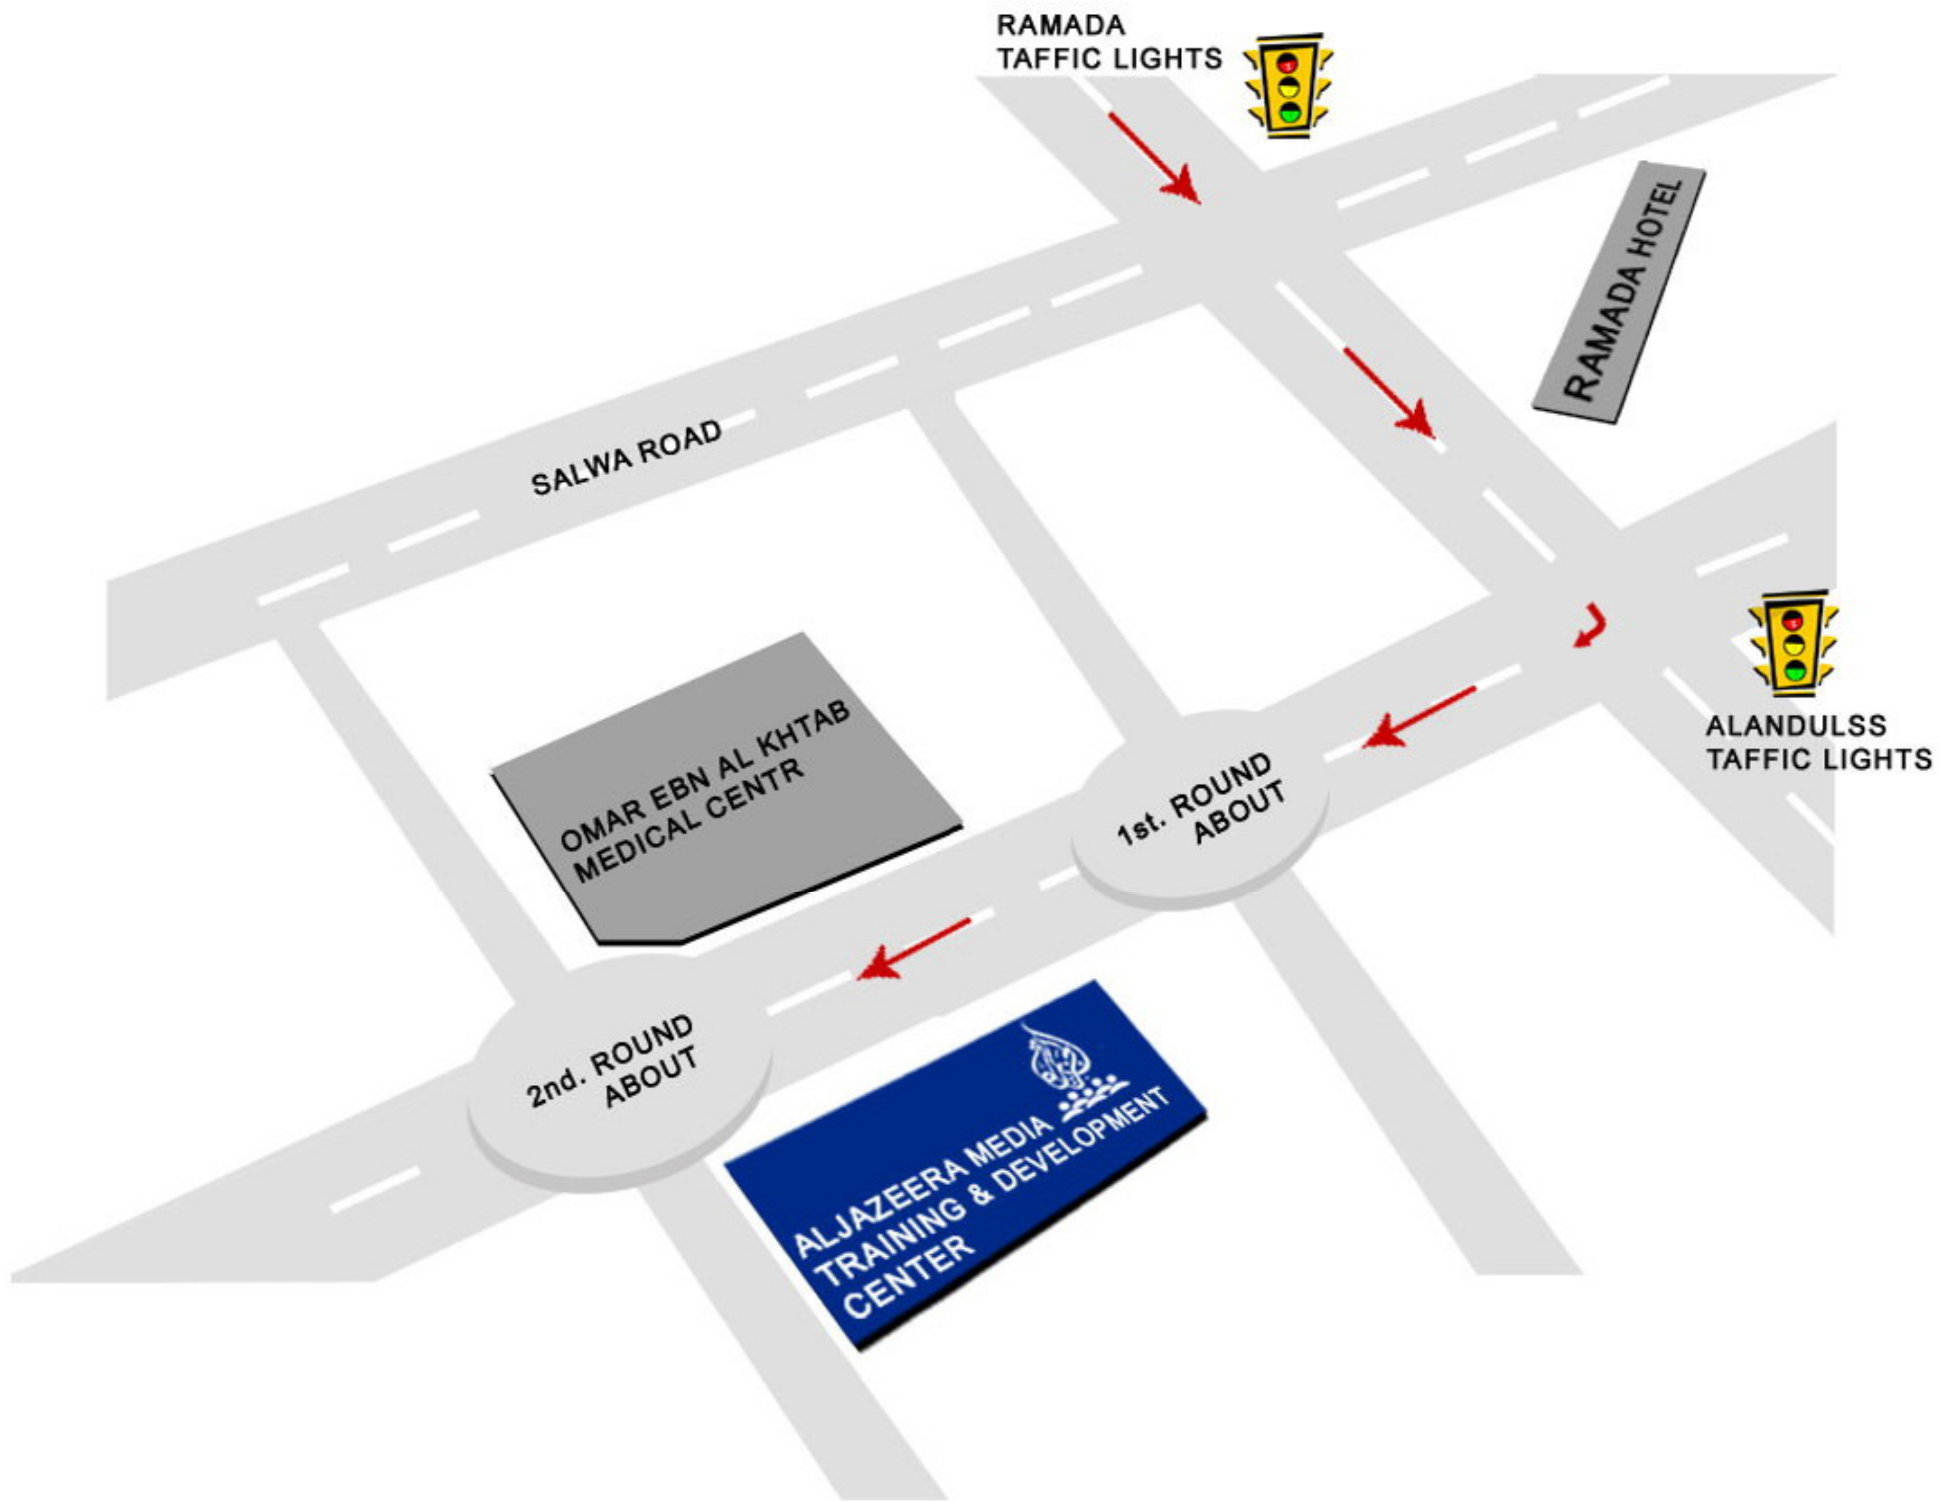 RAMADA
TAFFIC LIGHTS
RAMADA HOTEL
SALWA ROAD
ALANDULSS
TAFFIC LIGHTS
OMAR EBN AL KHTAB
MEDICAL CENTR
1st. ROUND
ABOUT
2nd. ROUND
ABOUT
ALJAZEERA MEDIA
TRAINING & DEVELOPMENT
CENTER